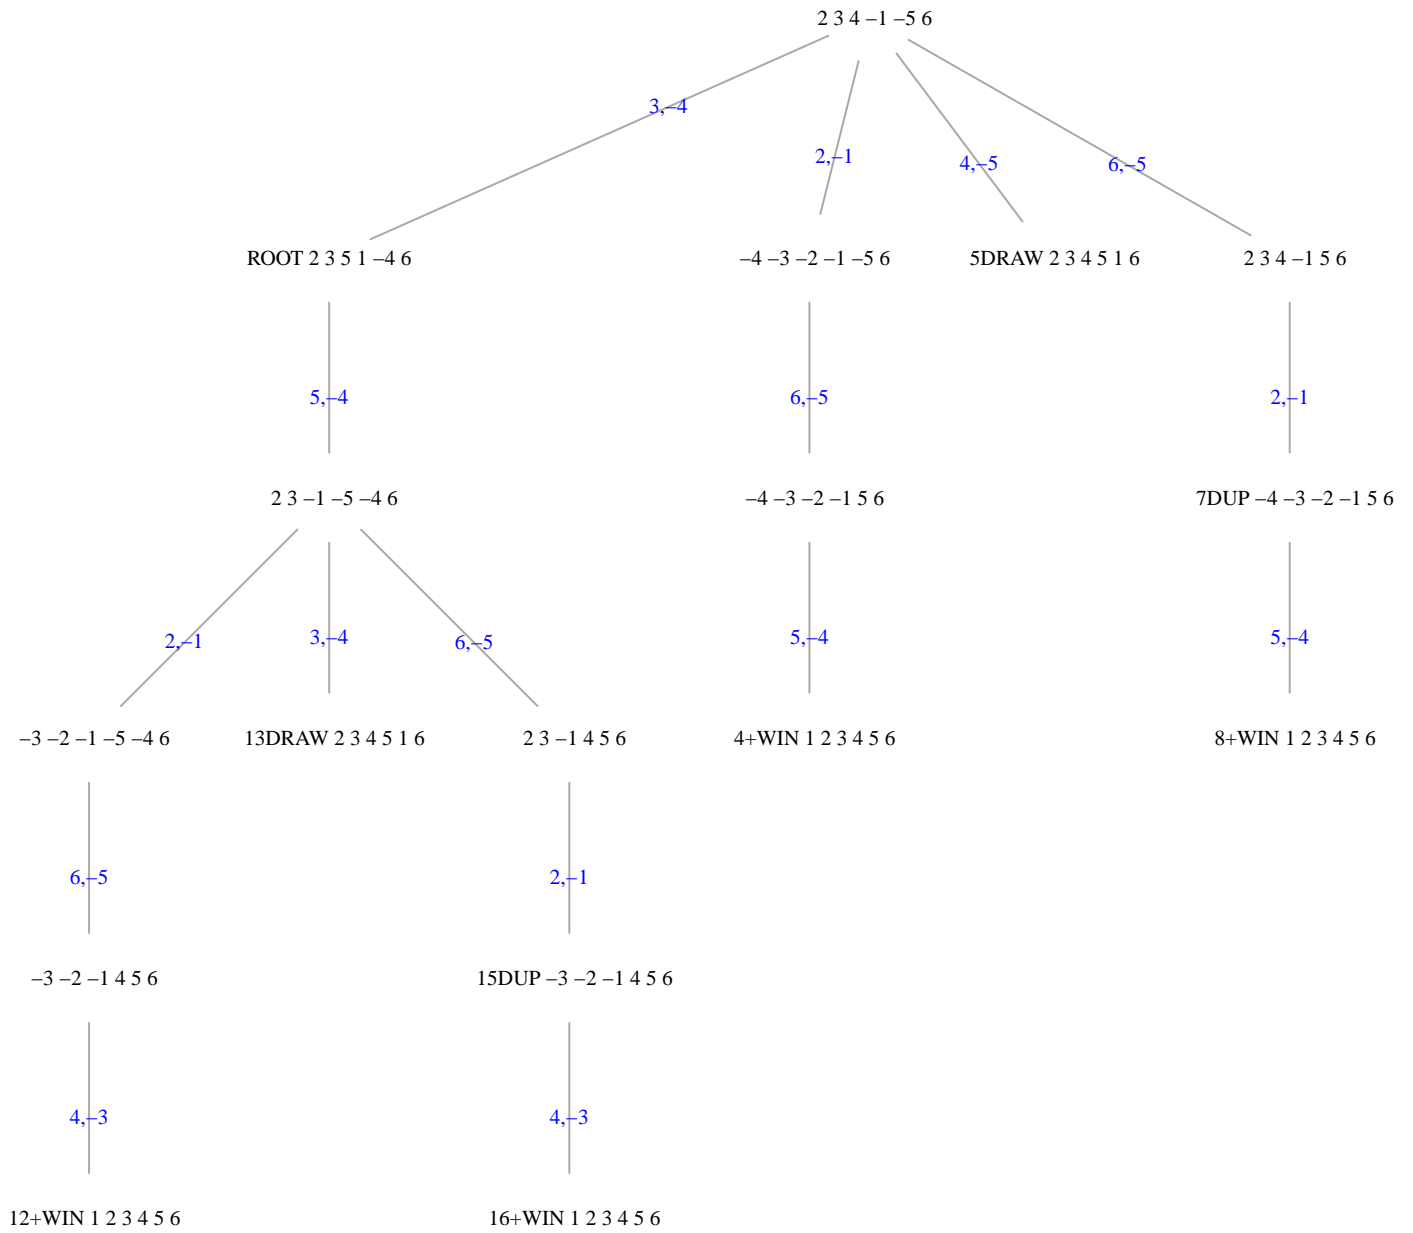 2 3 4 −1 −5 6
3,−4
2,−1
4,−5
6,−5
ROOT 2 3 5 1 −4 6
−4 −3 −2 −1 −5 6
5DRAW 2 3 4 5 1 6
2 3 4 −1 5 6
5,−4
6,−5
2,−1
2 3 −1 −5 −4 6
−4 −3 −2 −1 5 6
7DUP −4 −3 −2 −1 5 6
2,−1
3,−4
6,−5
5,−4
5,−4
−3 −2 −1 −5 −4 6
13DRAW 2 3 4 5 1 6
2 3 −1 4 5 6
4+WIN 1 2 3 4 5 6
8+WIN 1 2 3 4 5 6
6,−5
2,−1
−3 −2 −1 4 5 6
15DUP −3 −2 −1 4 5 6
4,−3
4,−3
12+WIN 1 2 3 4 5 6
16+WIN 1 2 3 4 5 6